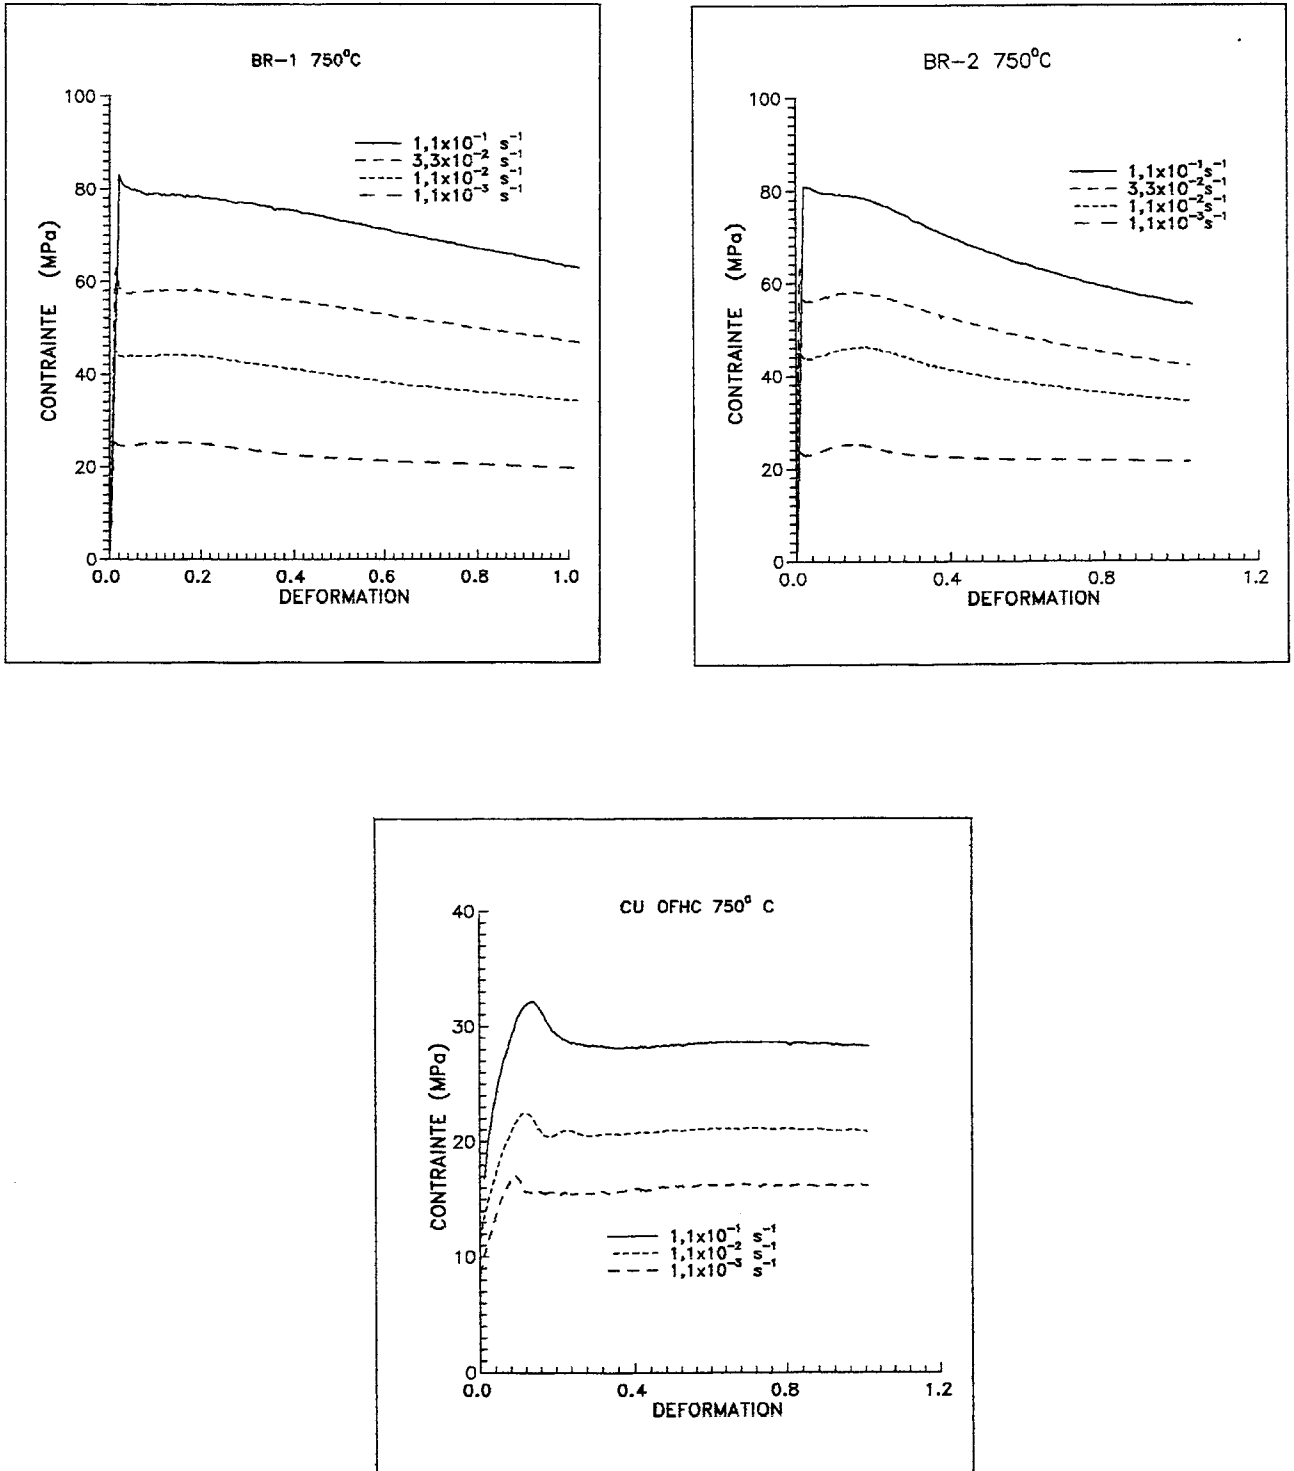 BR-1 750°C
100
80
60
40
20
0
CONTRAINTE (MPa)
1,1x10⁻¹ s⁻¹
3,3x10⁻² s⁻¹
1,1x10⁻² s⁻¹
1,1x10⁻³ s⁻¹
0.0 0.2 0.4 0.6 0.8 1.0
DEFORMATION
BR-2 750°C
100
80
60
40
20
0
CONTRAINTE (MPa)
1,1x10⁻¹s⁻¹
3,3x10⁻²s⁻¹
1,1x10⁻²s⁻¹
1,1x10⁻³s⁻¹
0.0 0.4 0.8 1.2
DEFORMATION
CU OFHC 750° C
40
30
20
10
0
CONTRAINTE (MPa)
1,1x10⁻¹ s⁻¹
1,1x10⁻² s⁻¹
1,1x10⁻³ s⁻¹
0.0 0.4 0.8 1.2
DEFORMATION